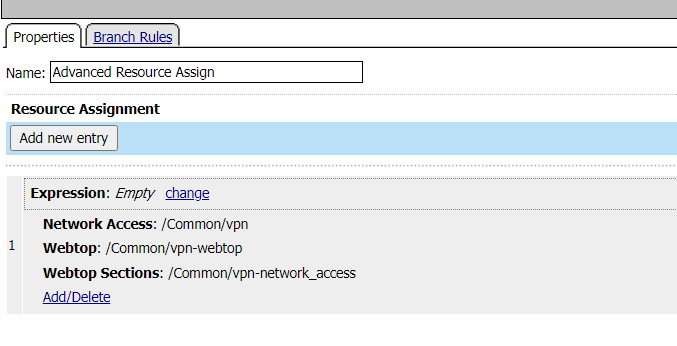 Properties Branch Rules
Name: Advanced Resource Assign
Resource Assignment
Add new entry
Expression: Empty change
Network Access: /Common/vpn
1 Webtop: /Common/vpn-webtop
Webtop Sections: /Common/vpn-network_access
Add/Delete